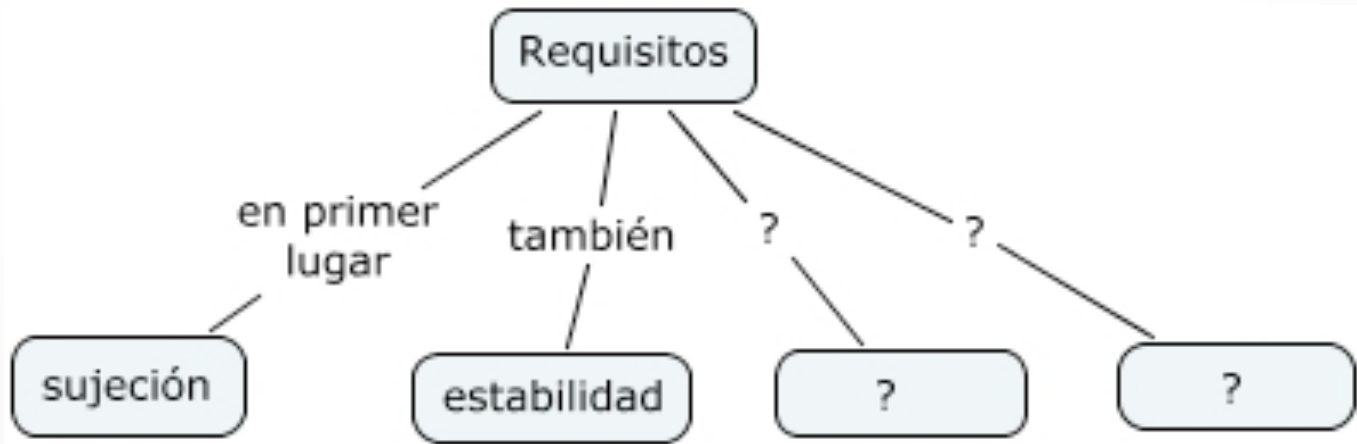 Requisitos
en primer
lugar
también
?
?
sujeción
estabilidad
?
?